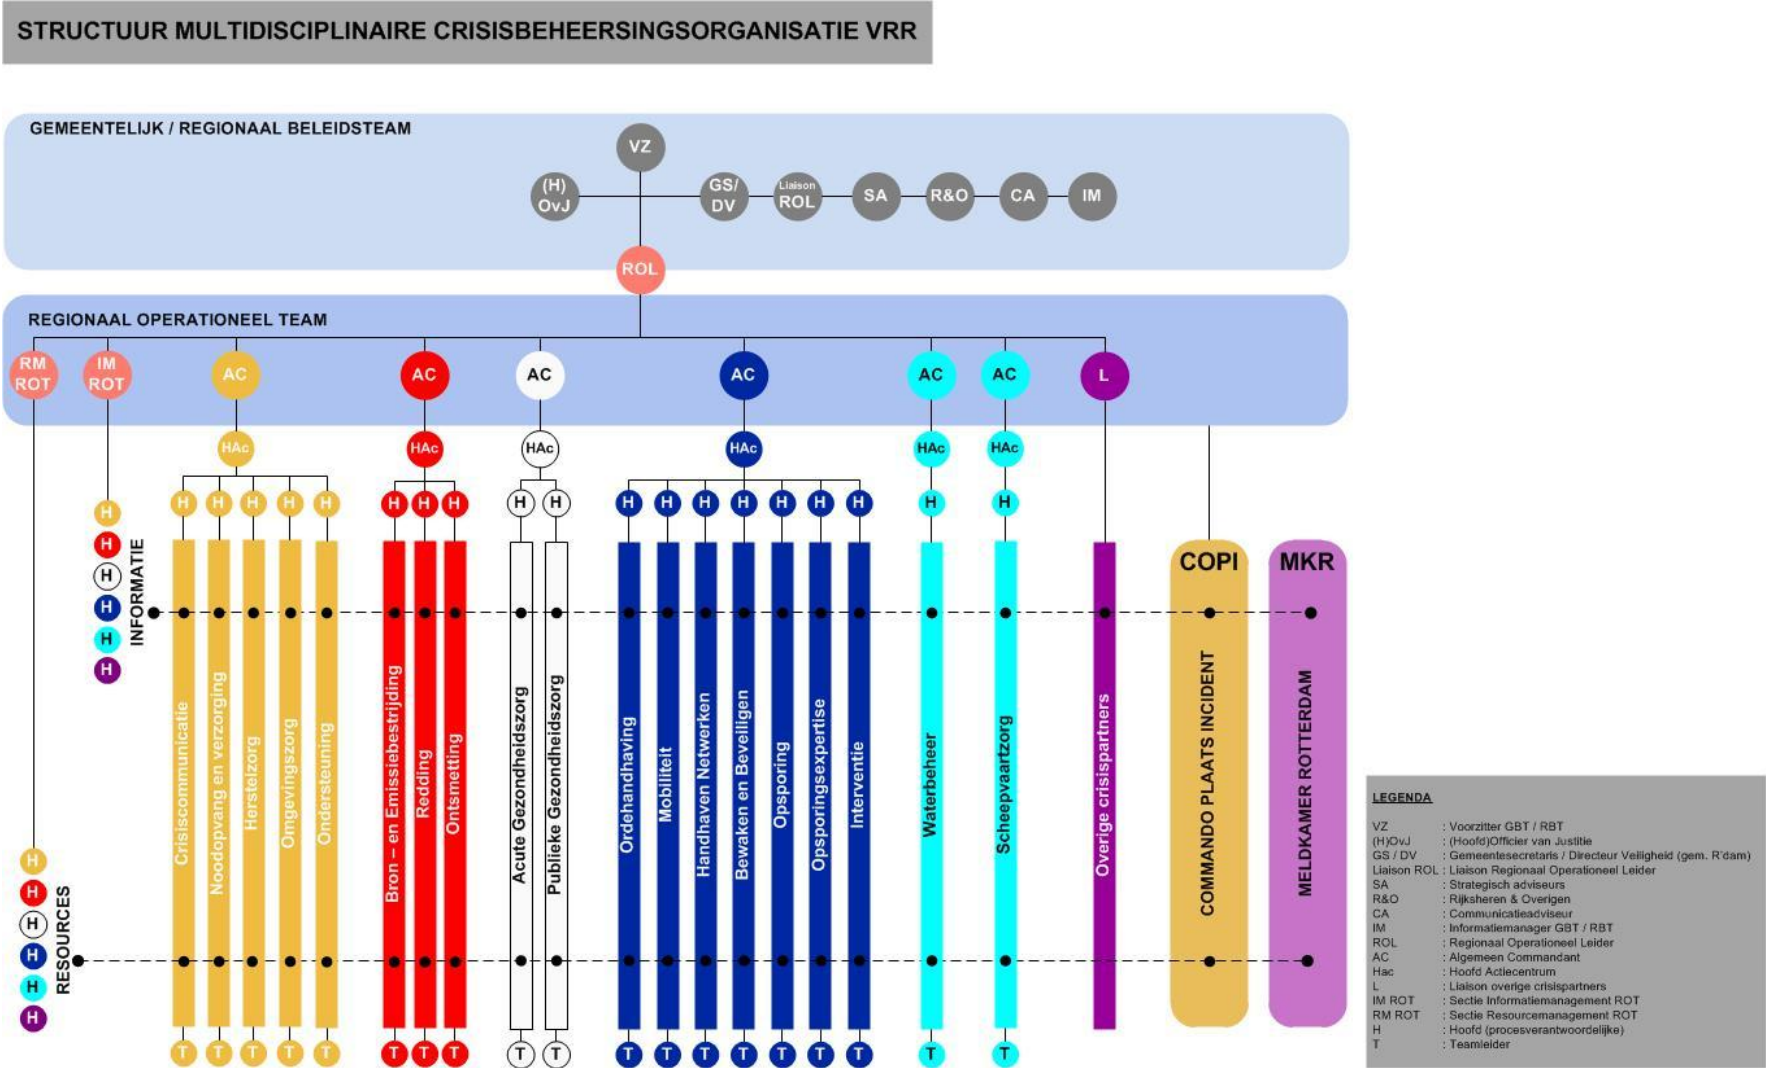 STRUCTUUR MULTIDISCIPLINAIRE CRISISBEHEERSINGSORGANISATIE VRR
GEMEENTELIJK / REGIONAAL BELEIDSTEAM
VZ
(H)
OvJ
GS/
DV
Liaison
ROL
SA
R&O
CA
IM
ROL
REGIONAAL OPERATIONEEL TEAM
RM
ROT
IM
ROT
AC
AC
AC
AC
AC
AC
L
HAc
HAc
HAc
HAc
HAc
HAc
H H H H H
H H H
H H
H H H H H H H
H
H
H
H
H
H
H
H
INFORMATIE
Crisiscommunicatie
Noodopvang en verzorging
Herstelzorg
Omgevingszorg
Ondersteuning
Bron – en Emissiebestrijding
Redding
Ontsmetting
Acute Gezondheidszorg
Publieke Gezondheidszorg
Ordehandhaving
Mobiliteit
Handhaven Netwerken
Bewaken en Beveiligen
Opsporing
Opsporingsexpertise
Interventie
Waterbeheer
Scheepvaartzorg
Overige crisispartners
COPI
COMMANDO PLAATS INCIDENT
MKR
MELDKAMER ROTTERDAM
H
H
H
H
H
H
RESOURCES
T T T T T
T T T
T T
T T T T T T T
T
T
LEGENDA
VZ : Voorzitter GBT / RBT
(H)OvJ : (Hoofd)Officier van Justitie
GS / DV : Gemeentesecretaris / Directeur Veiligheid (gem. R'dam)
Liaison ROL : Liaison Regionaal Operationeel Leider
SA : Strategisch adviseurs
R&O : Rijksheren & Overigen
CA : Communicatieadviseur
IM : Informatiemanager GBT / RBT
ROL : Regionaal Operationeel Leider
AC : Algemeen Commandant
Hac : Hoofd Actiecentrum
L : Liaison overige crisispartners
IM ROT : Sectie Informatiemanagement ROT
RM ROT : Sectie Resourcemanagement ROT
H : Hoofd (procesverantwoordelijke)
T : Teamleider